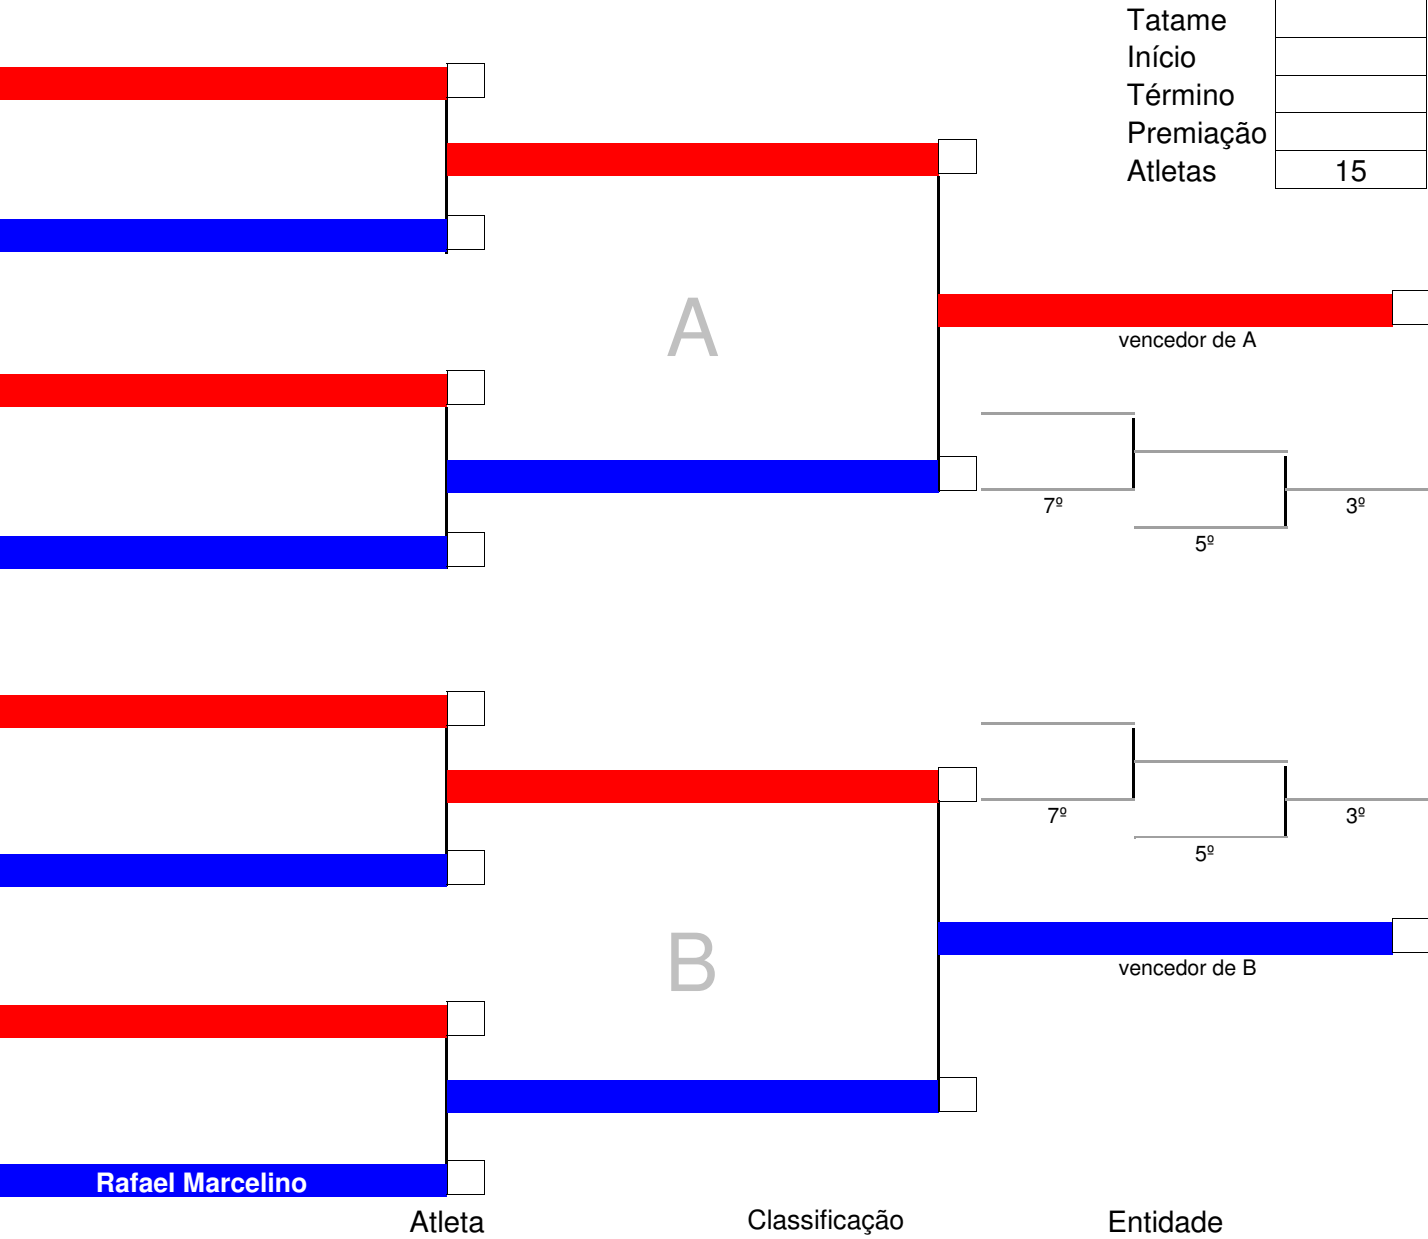 Tatame
Início
Término
Premiação
Atletas 15
A
vencedor de A
7º 3º
5º
7º 3º
5º
B
vencedor de B
Rafael Marcelino
Atleta Classificação Entidade